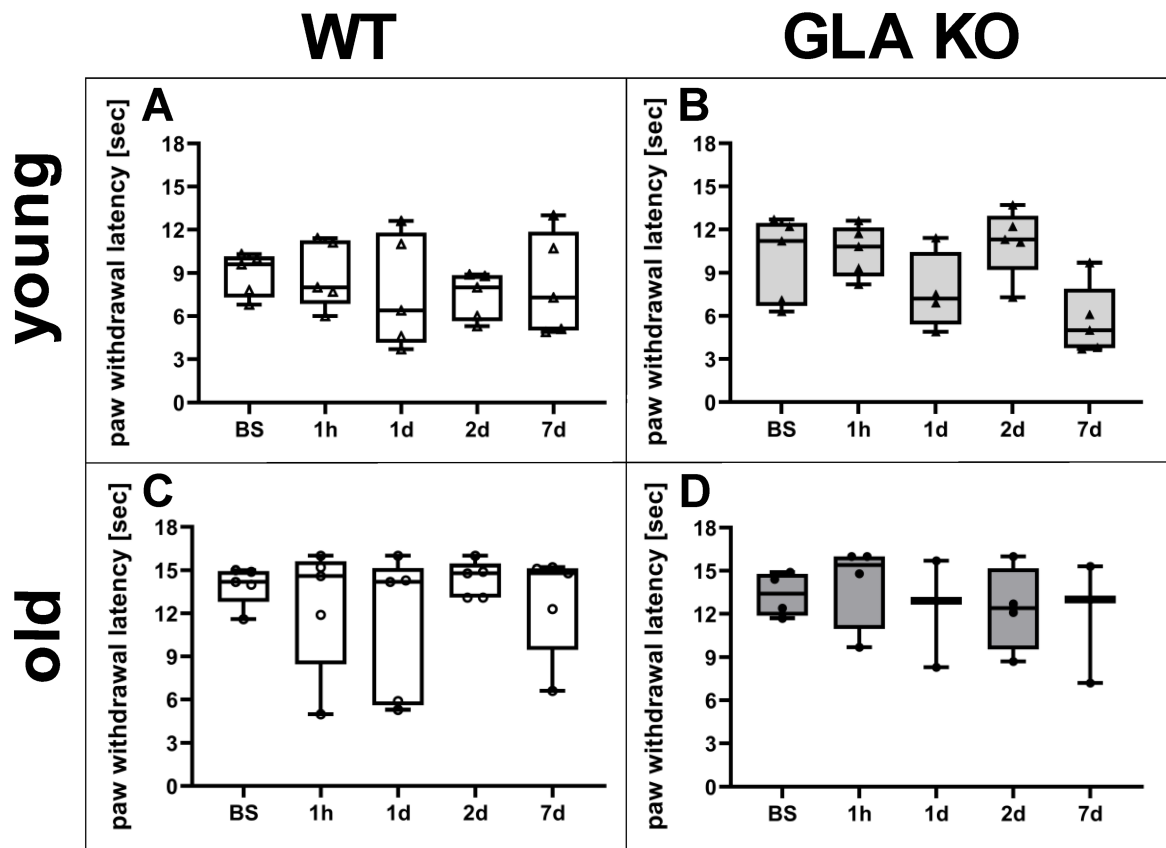 WT
GLA KO
young
old
A
paw withdrawal latency [sec]
18
15
12
9
6
3
0
BS 1h 1d 2d 7d
B
paw withdrawal latency [sec]
18
15
12
9
6
3
0
BS 1h 1d 2d 7d
C
paw withdrawal latency [sec]
18
15
12
9
6
3
0
BS 1h 1d 2d 7d
D
paw withdrawal latency [sec]
18
15
12
9
6
3
0
BS 1h 1d 2d 7d